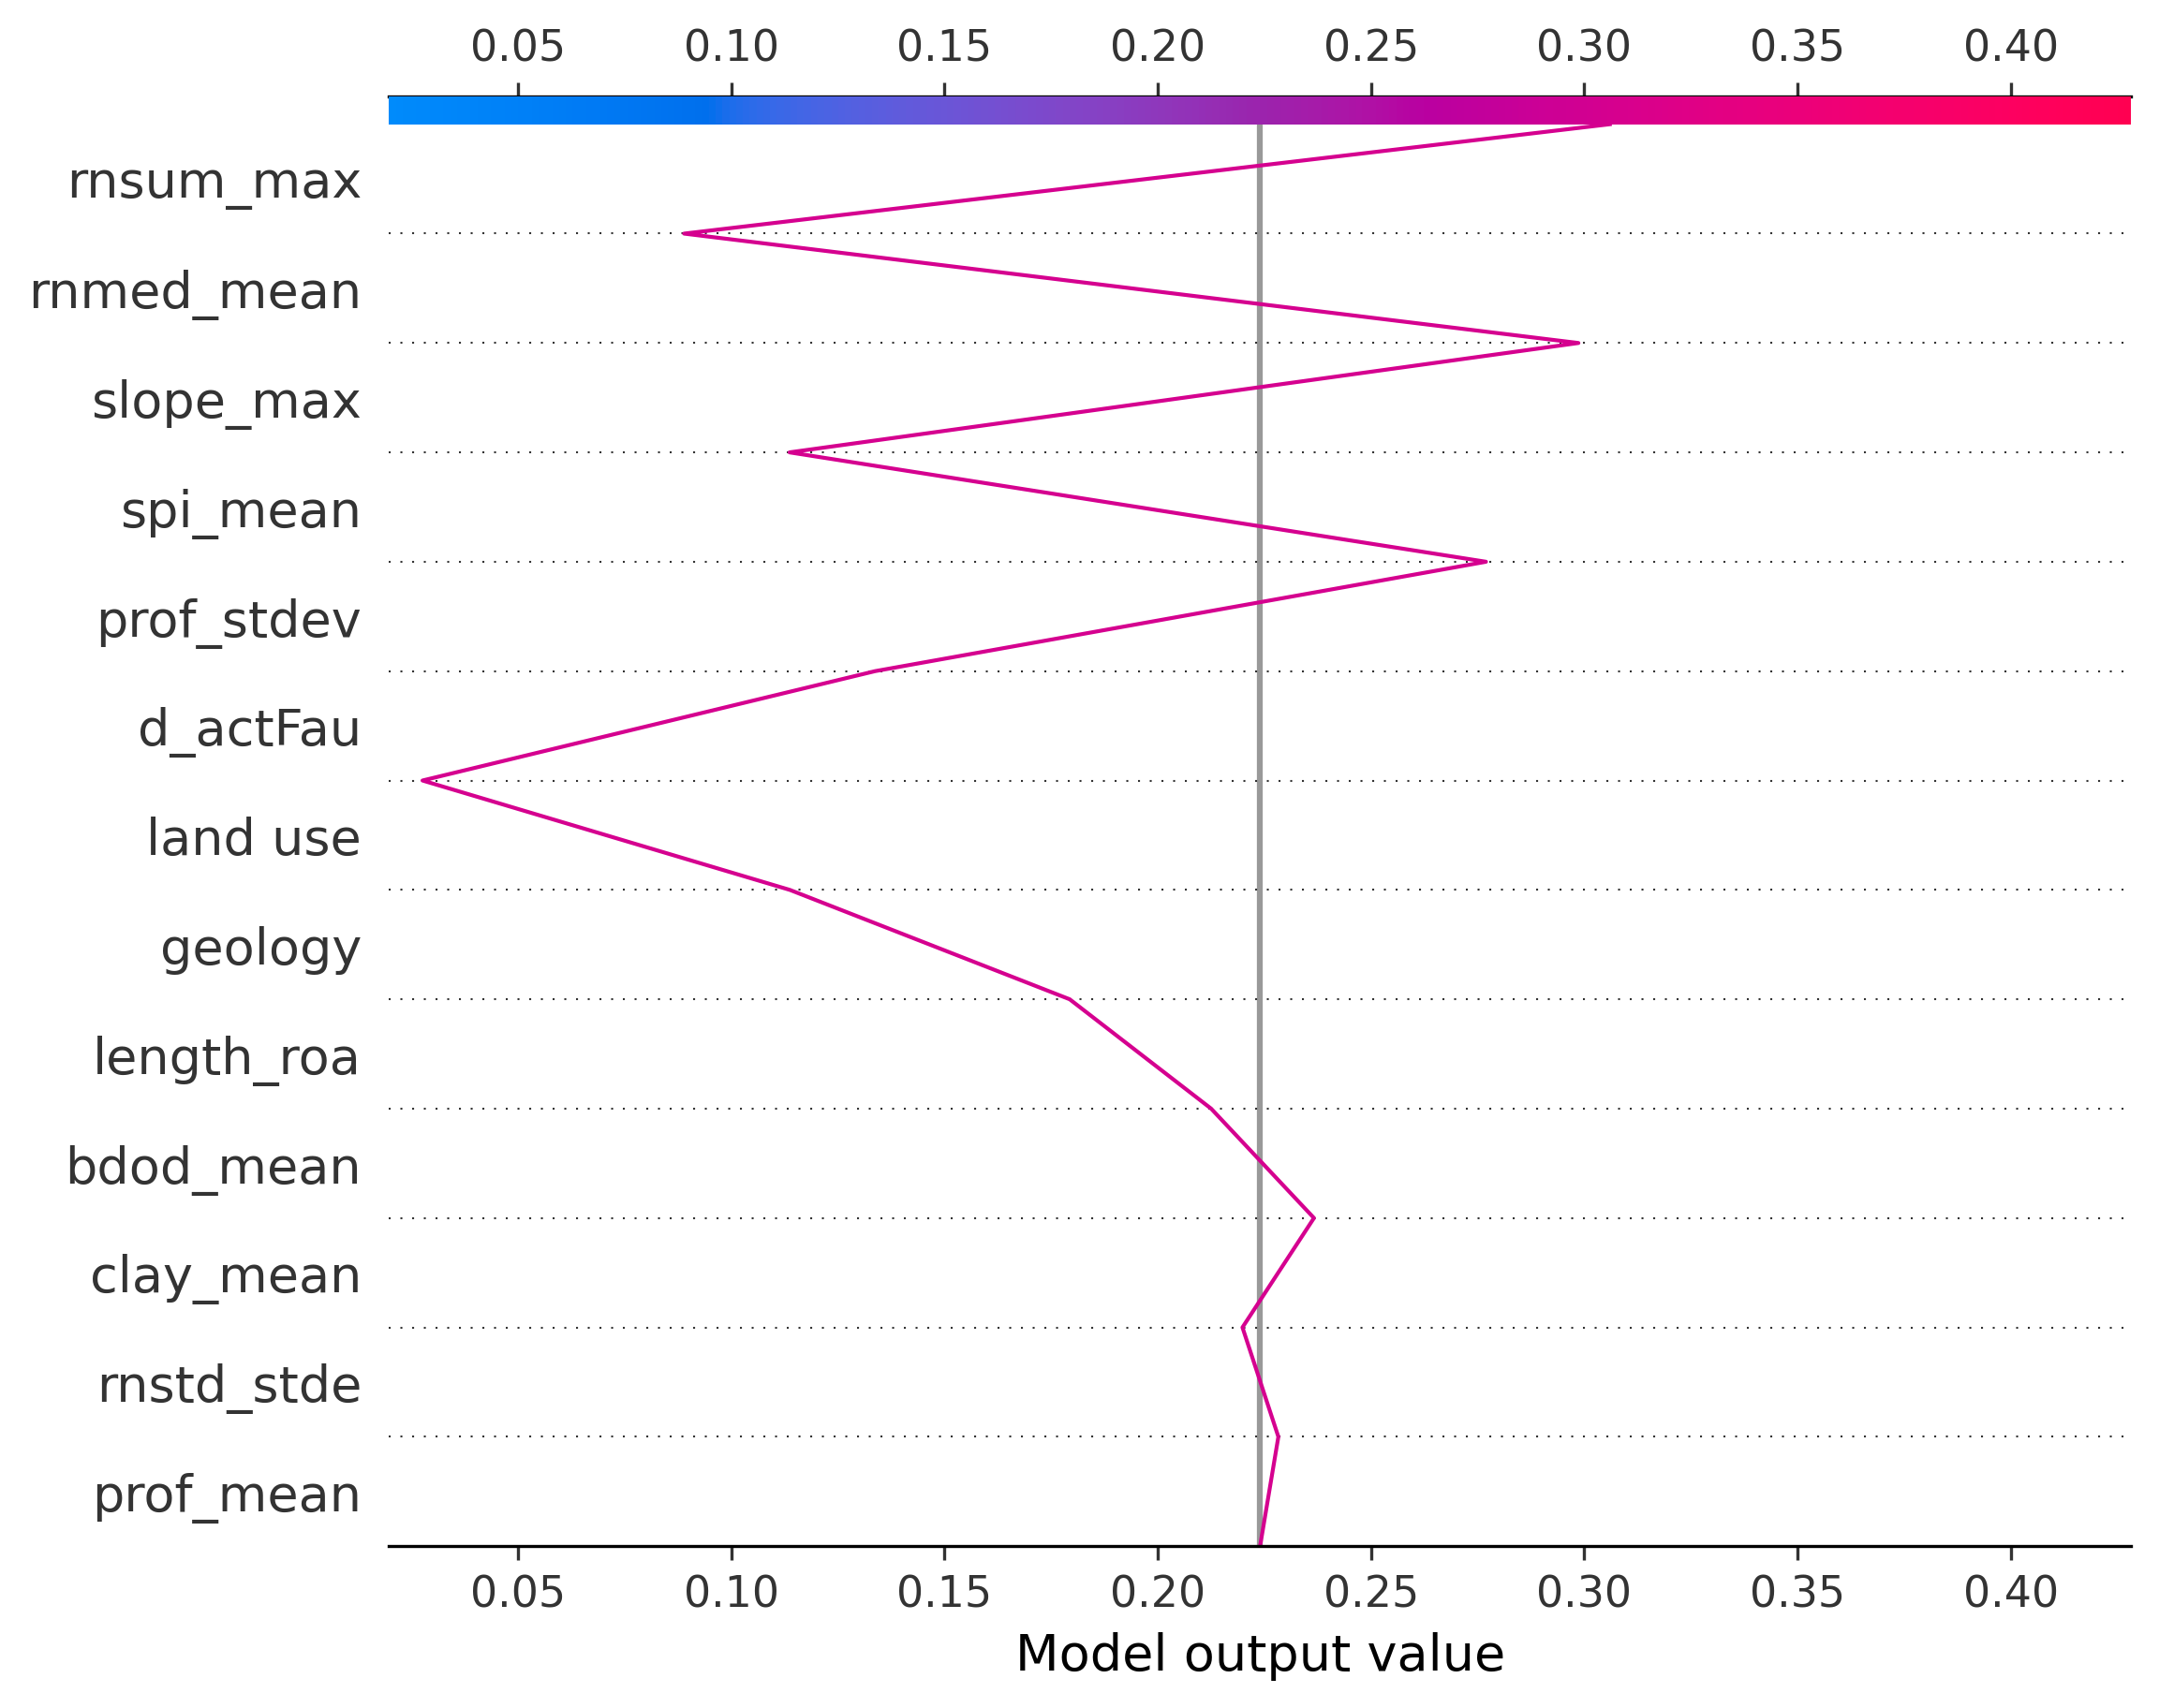 0.05 0.10 0.15 0.20 0.25 0.30 0.35 0.40
rnsum_max
rnmed_mean
slope_max
spi_mean
prof_stdev
d_actFau
land use
geology
length_roa
bdod_mean
clay_mean
rnstd_stde
prof_mean
0.05 0.10 0.15 0.20 0.25 0.30 0.35 0.40
Model output value